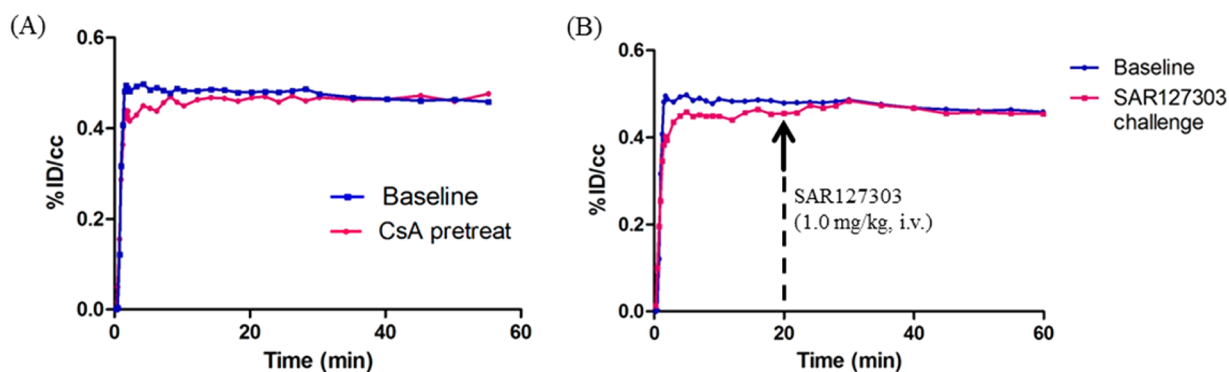 (A)
%ID/cc
0.6
0.4
0.2
0.0
0
20
40
60
Time (min)
Baseline
CsA pretreat
(B)
%ID/cc
0.6
0.4
0.2
0.0
0
20
40
60
Time (min)
SAR127303
(1.0 mg/kg, i.v.)
Baseline
SAR127303
challenge